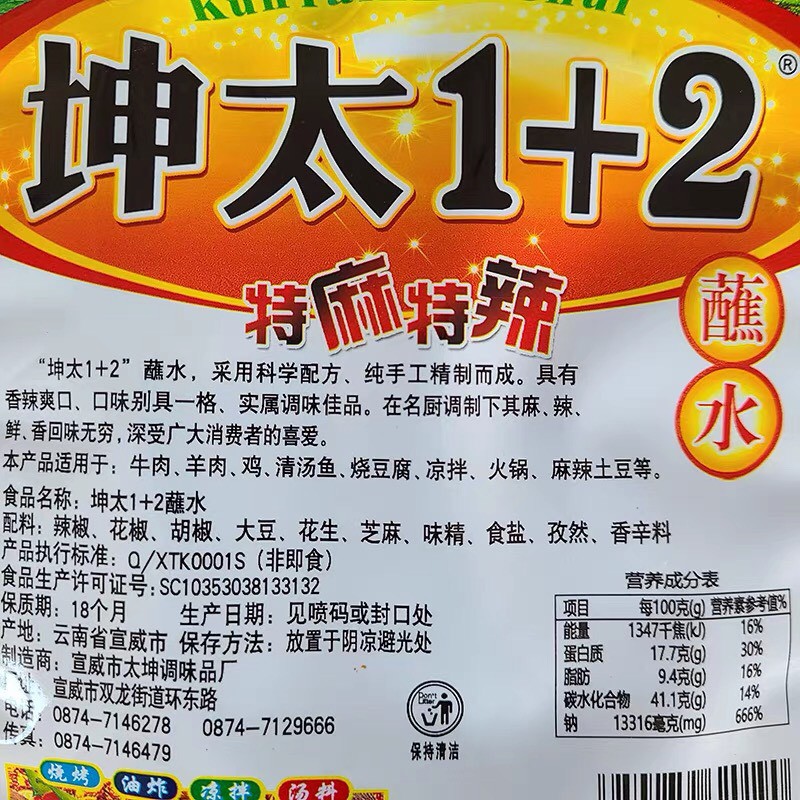 坤太1+2®
特麻特辣
蘸水
“坤太1+2”蘸水，采用科学配方、纯手工精制而成。具有
香辣爽口、口味别具一格、实属调味佳品。在名厨调制下其麻、辣、
鲜、香回味无穷，深受广大消费者的喜爱。
本产品适用于：牛肉、羊肉、鸡、清汤鱼、烧豆腐、凉拌、火锅、麻辣土豆等。
食品名称：坤太1+2蘸水
配料：辣椒、花椒、胡椒、大豆、花生、芝麻、味精、食盐、孜然、香辛料
产品执行标准：Q/XTK0001S（非即食）
食品生产许可证号：SC10353038133132
保质期：18个月 生产日期：见喷码或封口处
产地：云南省宣威市 保存方法：放置于阴凉避光处
制造商：宣威市太坤调味品厂
宣威市双龙街道环东路
电话：0874-7146278 0874-7129666
传真：0874-7146479
营养成分表
项目 每100克(g) 营养素参考值%
能量 1347千焦(kJ) 16%
蛋白质 17.7克(g) 30%
脂肪 9.4克(g) 16%
碳水化合物 41.1克(g) 14%
钠 13316毫克(mg) 666%
Don't Litter
保持清洁
烧烤 油炸 凉拌 汤料